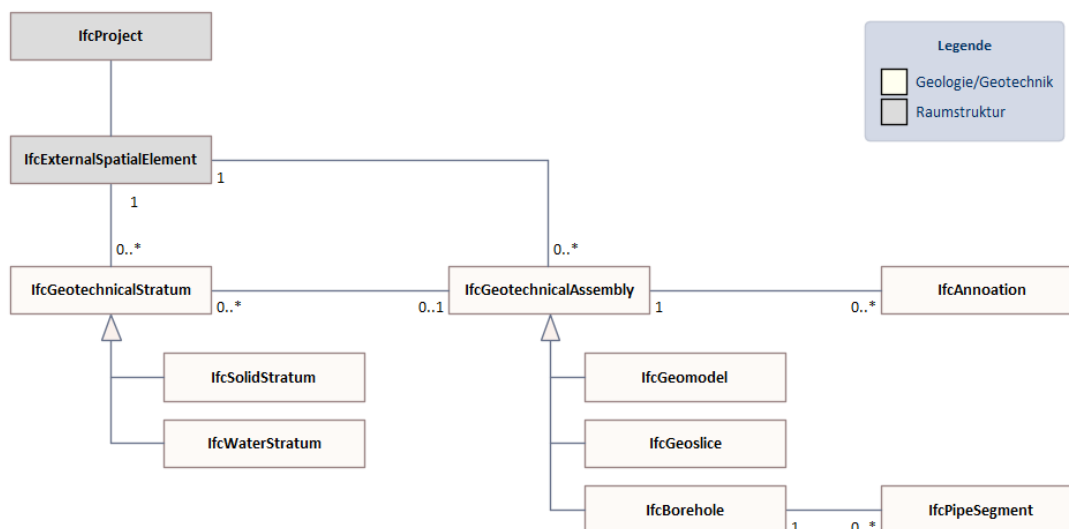 IfcProject
Legende
Geologie/Geotechnik
Raumstruktur
IfcExternalSpatialElement
1
1
0..*
0..*
IfcGeotechnicalStratum
IfcGeotechnicalAssembly
IfcAnnoation
0..*
0..1
1
0..*
IfcSolidStratum
IfcGeomodel
IfcWaterStratum
IfcGeoslice
IfcBorehole
IfcPipeSegment
1
0..*